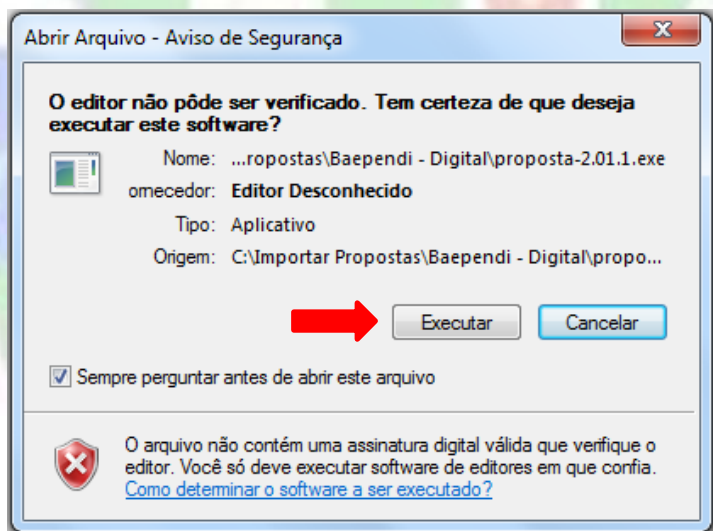 Abrir Arquivo - Aviso de Segurança
O editor não pôde ser verificado. Tem certeza de que deseja
executar este software?
Nome: ...ropostas\Baependi - Digital\proposta-2.01.1.exe
omecedor: Editor Desconhecido
Tipo: Aplicativo
Origem: C:\Importar Propostas\Baependi - Digital\propo...
Executar Cancelar
Sempre perguntar antes de abrir este arquivo
O arquivo não contém uma assinatura digital válida que verifique o
editor. Você só deve executar software de editores em que confia.
Como determinar o software a ser executado?